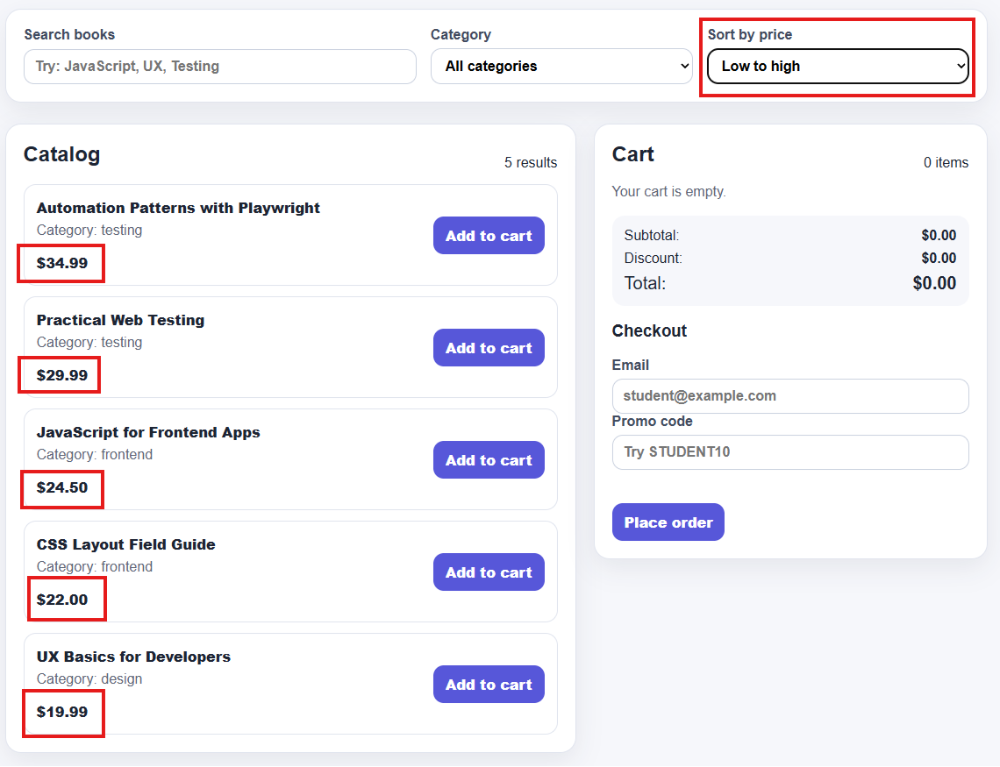 Search books
Try: JavaScript, UX, Testing
Category
All categories
Sort by price
Low to high
Catalog
5 results
Automation Patterns with Playwright
Category: testing
$34.99
Add to cart
Practical Web Testing
Category: testing
$29.99
Add to cart
JavaScript for Frontend Apps
Category: frontend
$24.50
Add to cart
CSS Layout Field Guide
Category: frontend
$22.00
Add to cart
UX Basics for Developers
Category: design
$19.99
Add to cart
Cart
0 items
Your cart is empty.
Subtotal: $0.00
Discount: $0.00
Total: $0.00
Checkout
Email
student@example.com
Promo code
Try STUDENT10
Place order